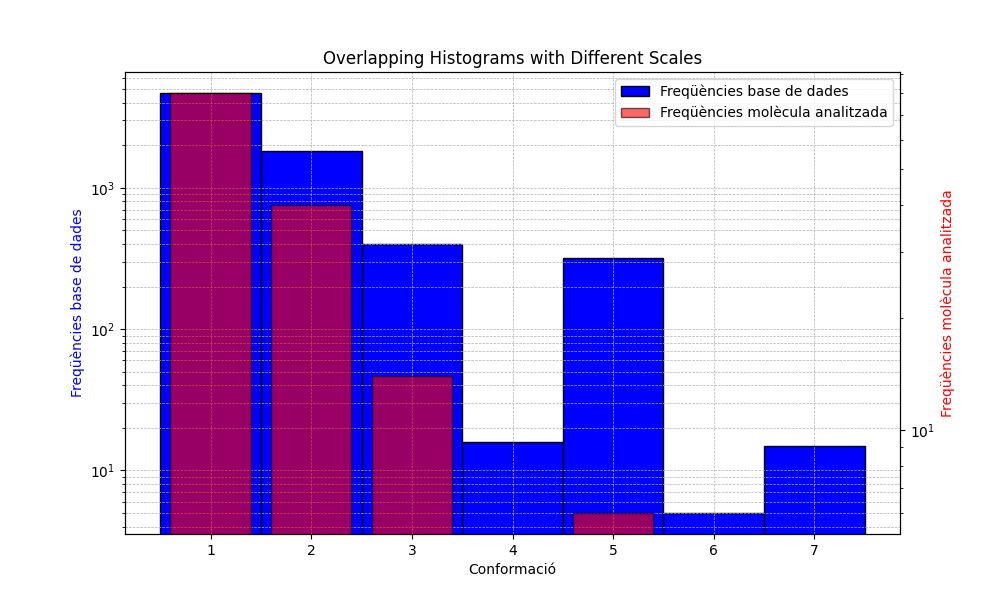 Overlapping Histograms with Different Scales
Freqüències base de dades
Freqüències molècula analitzada
10³
10²
10¹
10¹
Freqüències base de dades
Freqüències molècula analitzada
1 2 3 4 5 6 7
Conformació